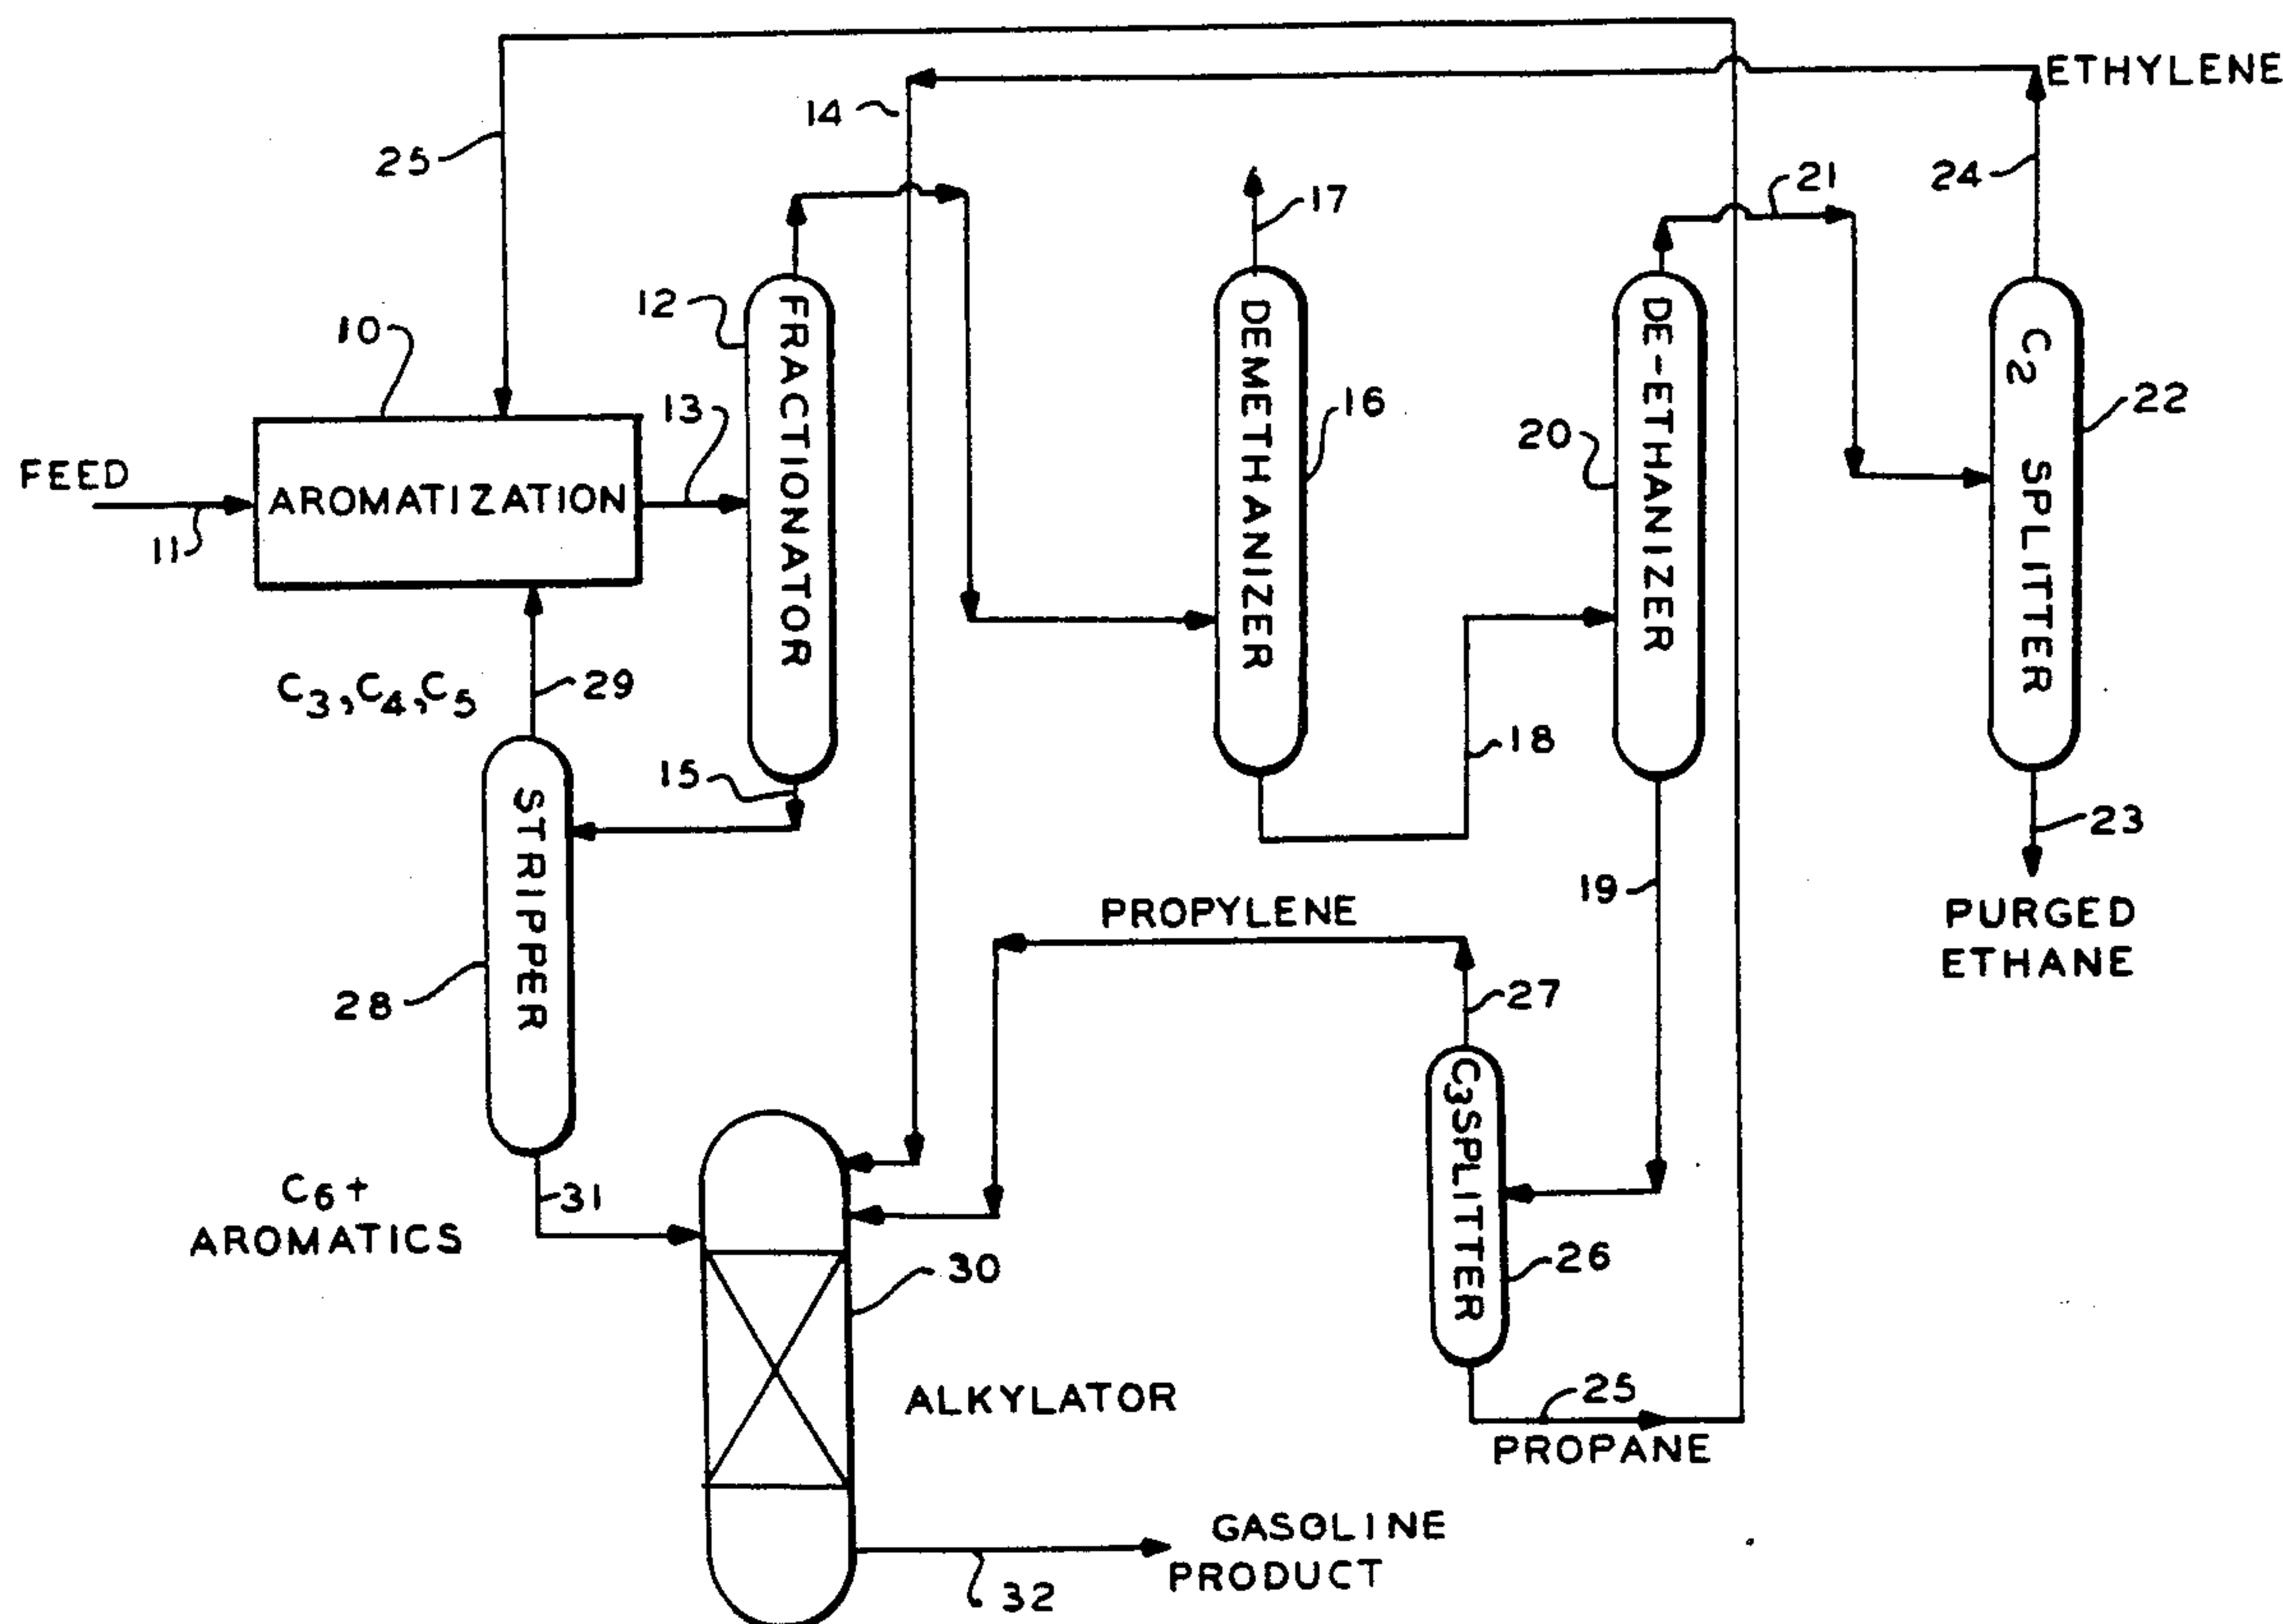 ETHYLENE
14
25
24
21
17
12
FRACTIONATOR
DEMETHANIZER
DE-ETHANIZER
C2 SPLITTER
10
13
16
20
22
FEED
AROMATIZATION
11
C3,C4,C5
29
18
15
STRIPPER
23
19
PROPYLENE
PURGED
ETHANE
28
27
C3SPLITTER
C6+
AROMATICS
31
30
26
ALKYLATOR
25
PROPANE
GASOLINE
PRODUCT
32